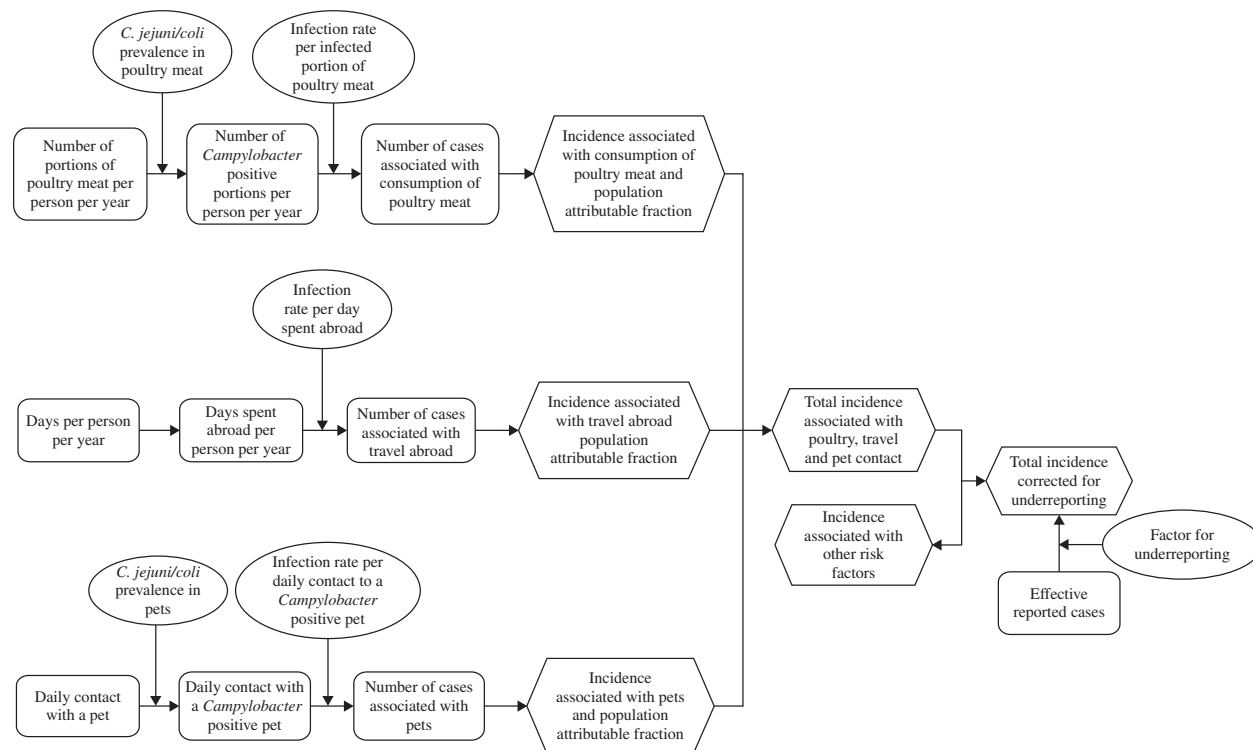 C. jejuni/coli
prevalence in
poultry meat
Infection rate
per infected
portion of
poultry meat
Number of
portions of
poultry meat per
person per year
Number of
Campylobacter
positive
portions per
person per year
Number of cases
associated with
consumption of
poultry meat
Incidence associated
with consumption of
poultry meat and
population
attributable fraction
Infection
rate per day
spent abroad
Days per person
per year
Days spent
abroad per
person per year
Number of cases
associated with
travel abroad
Incidence associated
with travel abroad
population
attributable fraction
Total incidence
associated with
poultry, travel
and pet contact
Total incidence
corrected for
underreporting
Incidence
associated with
other risk
factors
Factor for
underreporting
Effective
reported cases
C. jejuni/coli
prevalence in
pets
Infection rate per
daily contact to a
Campylobacter
positive pet
Daily contact
with a pet
Daily contact with
a Campylobacter
positive pet
Number of cases
associated with
pets
Incidence
associated with pets
and population
attributable fraction